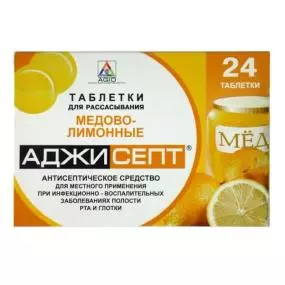 AGIO
24
ТАБЛЕТКИ
ТАБЛЕТКИ
ДЛЯ РАССАСЫВАНИЯ
МЕДОВО-
ЛИМОННЫЕ
АДЖИСЕПТ®
МЁД
АНТИСЕПТИЧЕСКОЕ СРЕДСТВО
ДЛЯ МЕСТНОГО ПРИМЕНЕНИЯ
ПРИ ИНФЕКЦИОННО - ВОСПАЛИТЕЛЬНЫХ
ЗАБОЛЕВАНИЯХ ПОЛОСТИ
РТА И ГЛОТКИ